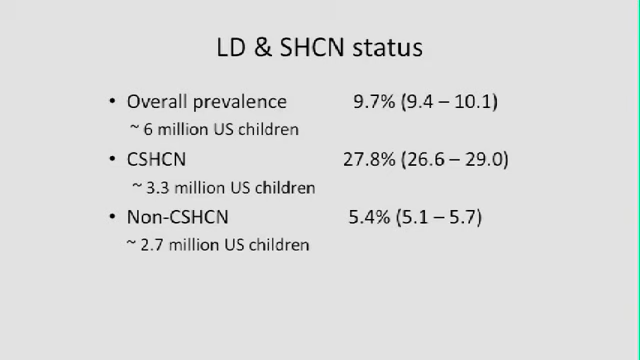 LD & SHCN status
• Overall prevalence 9.7% (9.4 – 10.1)
~ 6 million US children
• CSHCN 27.8% (26.6 – 29.0)
~ 3.3 million US children
• Non-CSHCN 5.4% (5.1 – 5.7)
~ 2.7 million US children